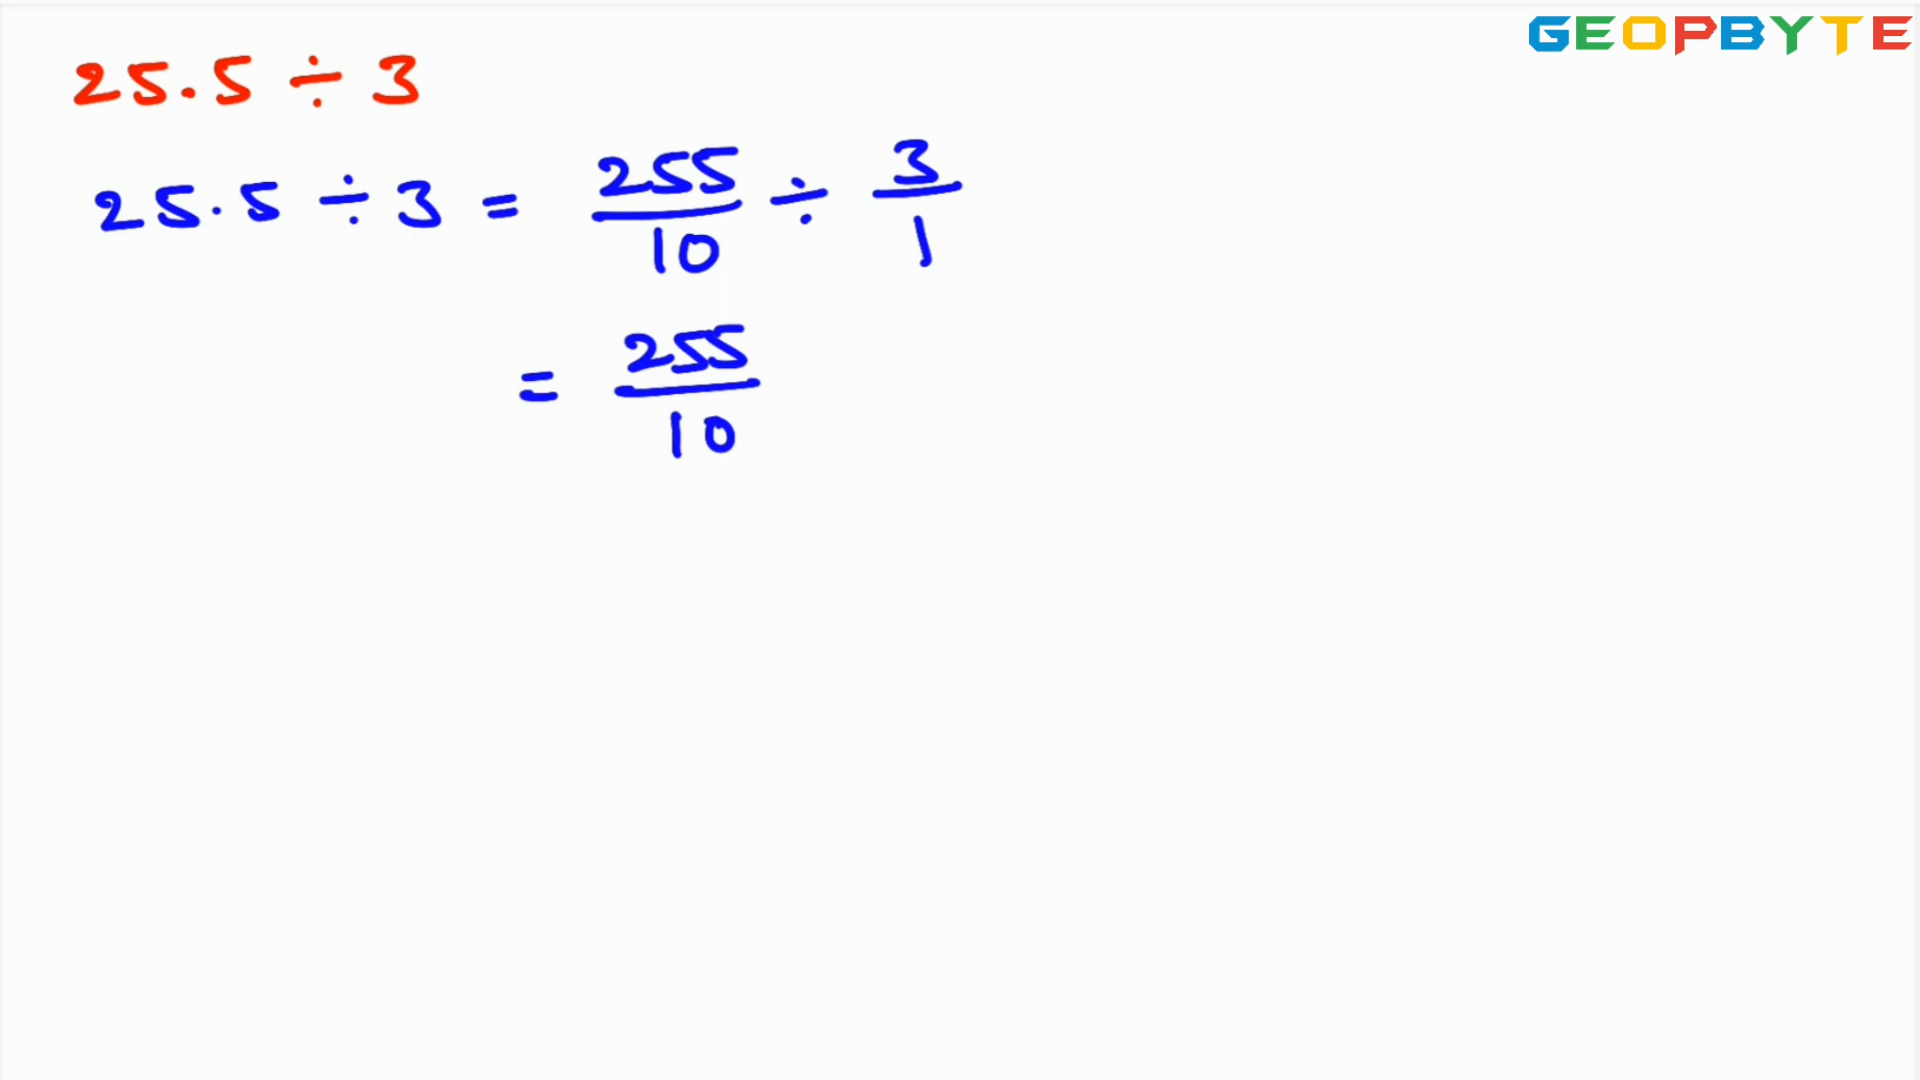 GEOPBYTE
25.5 ÷ 3
25.5 ÷ 3 = 255/10 ÷ 3/1
= 255/10